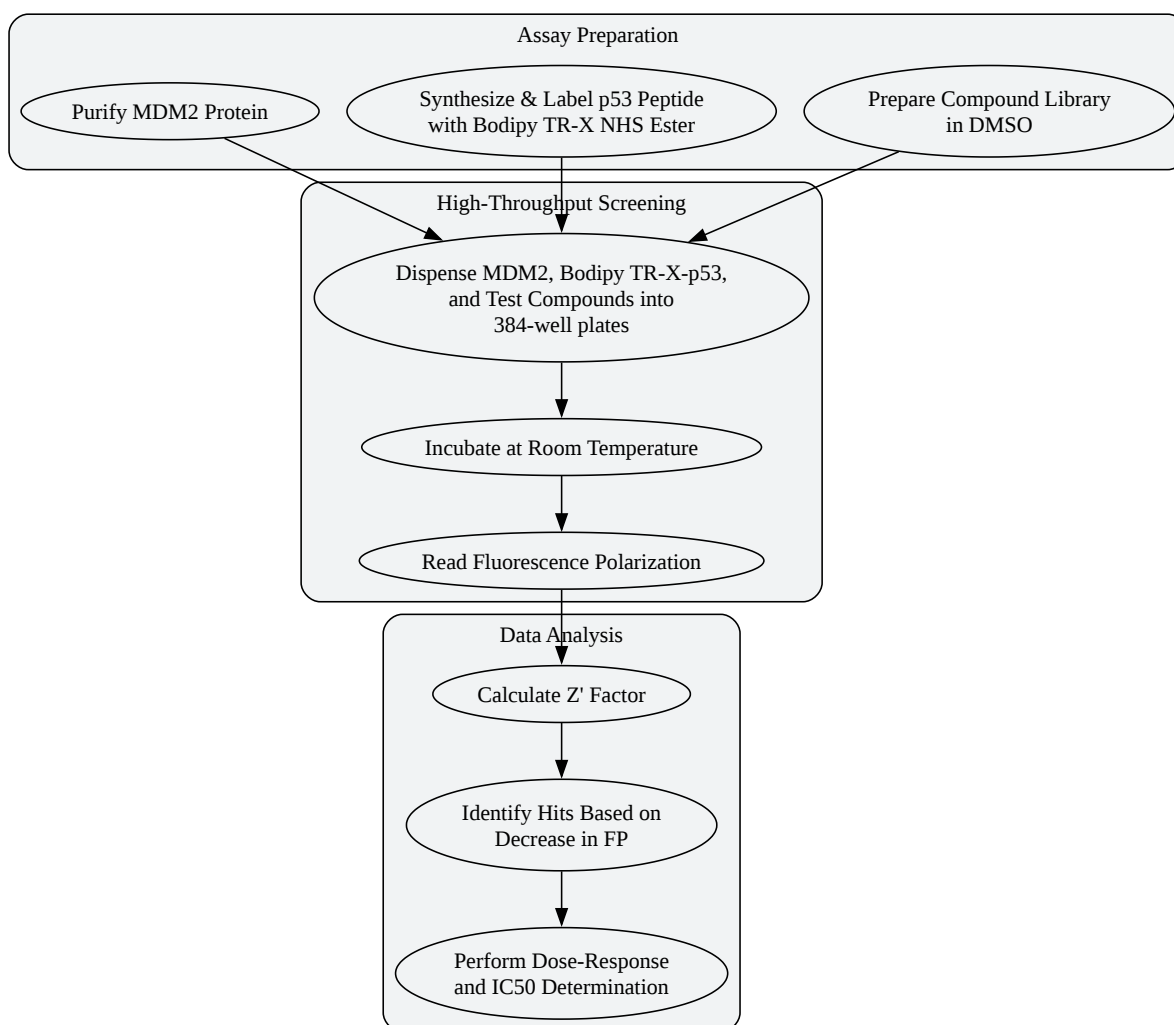 Assay Preparation
Purify MDM2 Protein
Synthesize & Label p53 Peptide
with Bodipy TR-X NHS Ester
Prepare Compound Library
in DMSO
High-Throughput Screening
Dispense MDM2, Bodipy TR-X-p53,
and Test Compounds into
384-well plates
Incubate at Room Temperature
Read Fluorescence Polarization
Data Analysis
Calculate Z' Factor
Identify Hits Based on
Decrease in FP
Perform Dose-Response
and IC50 Determination